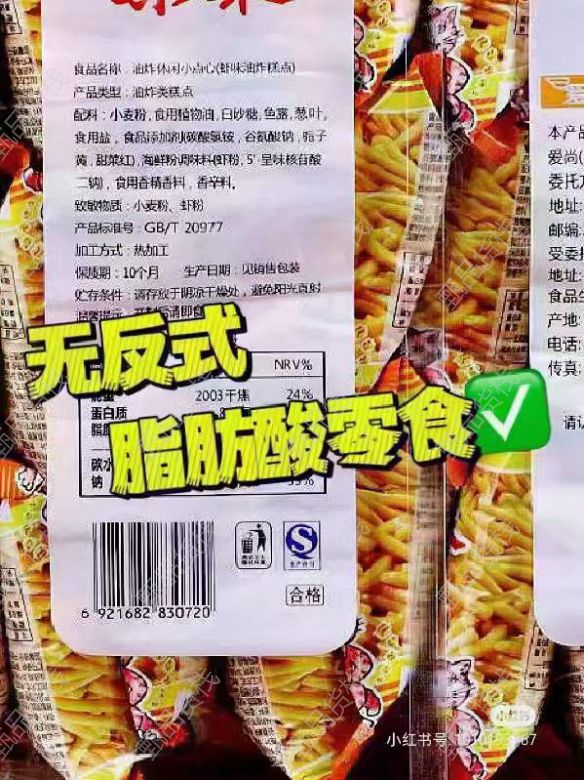 食品名称：油炸休闲小点心(虾味油炸糕点)
产品类型：油炸类糕点
配料：小麦粉, 食用植物油, 白砂糖, 鱼露, 葱叶,
食用盐, 食品添加剂(碳酸氢铵, 谷氨酸钠, 栀子
黄, 甜菜红), 海鲜粉调味料(虾粉, 5'-呈味核苷酸
二钠), 食用香精香料, 香辛料。
致敏物质：小麦粉、虾粉
产品标准号：GB/T 20977
加工方式：热加工
保质期：10个月 生产日期：见销售包装
贮存条件：请存放于阴凉干燥处, 避免阳光直射
无反式
NRV%
2003千焦 24%
蛋白质
脂肪酸零食
钠
6 921682 830720
合格
本产品
爱尚(
委托方
地址:
邮编:
受委托
地址:
食品生
产地:
电话:
传真:
请认
小红书
小红书号